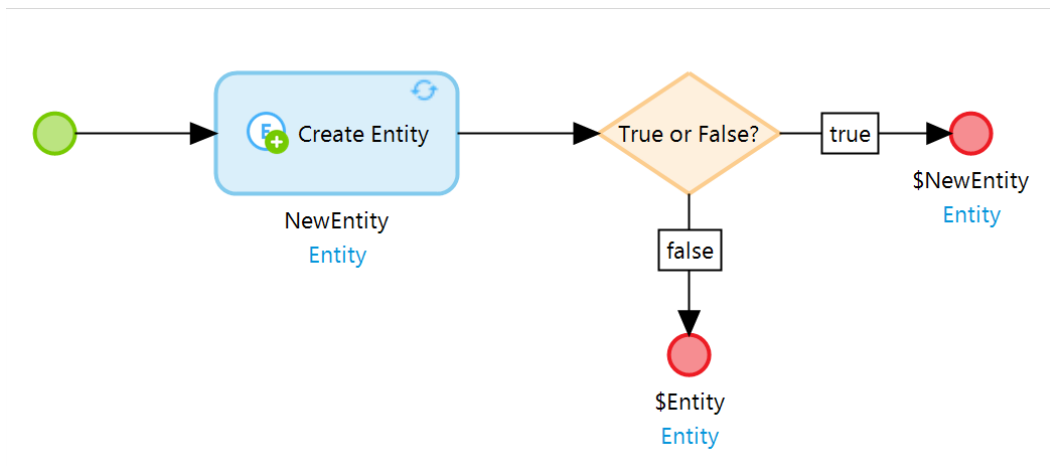 E
Create Entity
True or False?
true
NewEntity
Entity
$NewEntity
Entity
false
$Entity
Entity